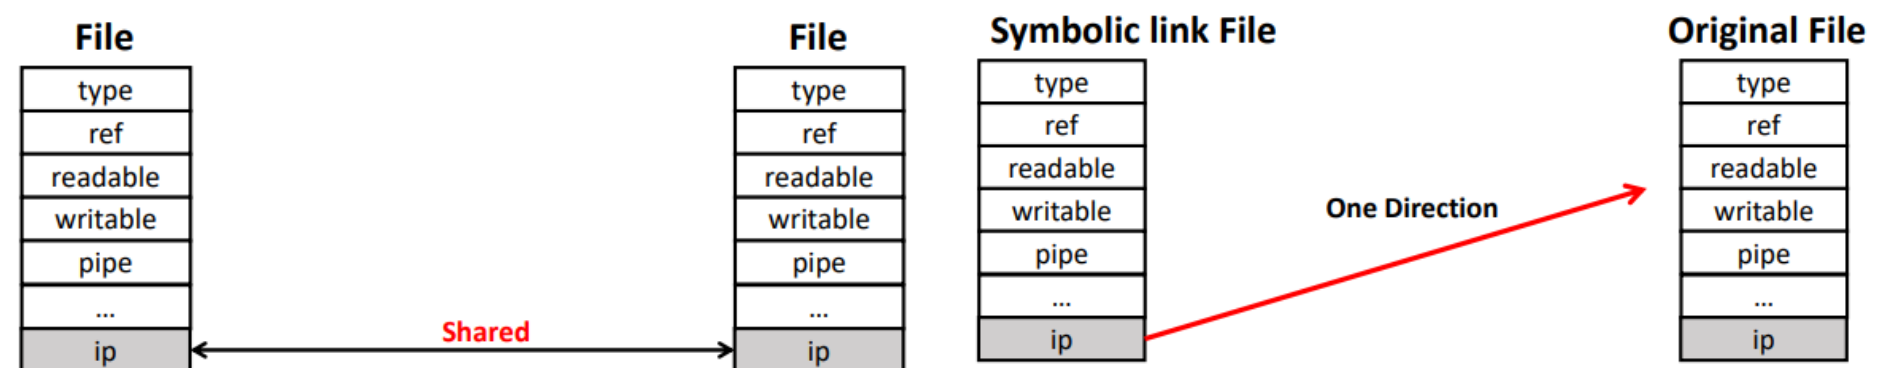 File
type
ref
readable
writable
pipe
...
ip
Shared
File
type
ref
readable
writable
pipe
...
ip
Symbolic link File
type
ref
readable
writable
pipe
...
ip
One Direction
Original File
type
ref
readable
writable
pipe
...
ip